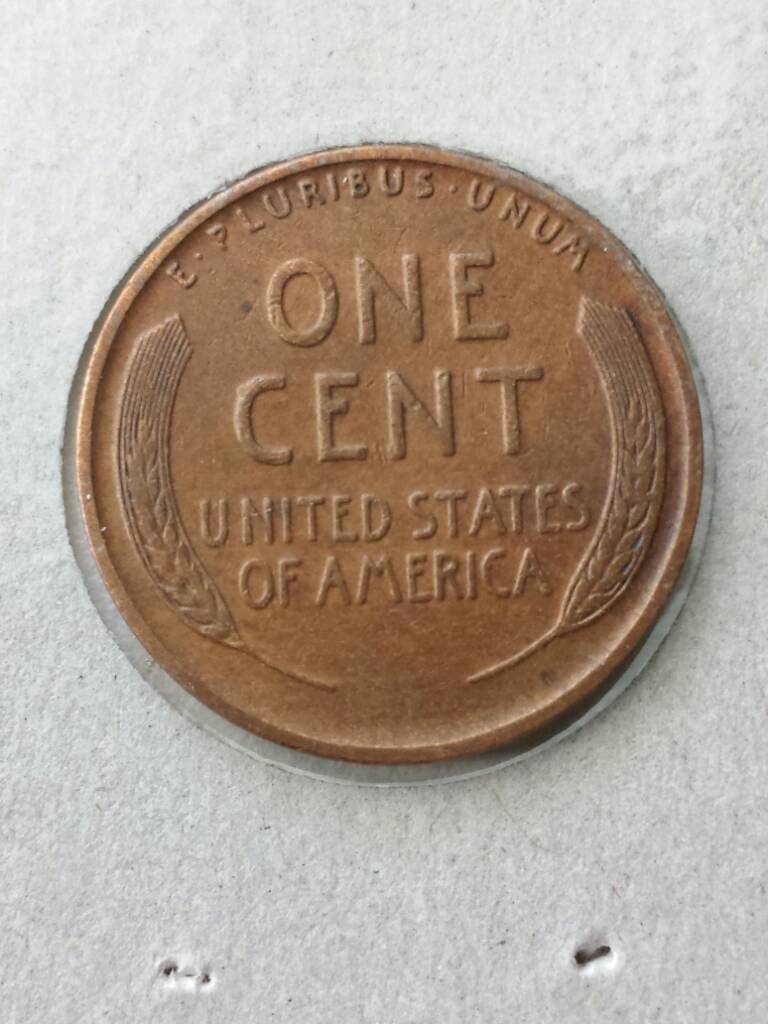 E·PLURIBUS·UNUM
ONE
CENT
UNITED STATES
OF AMERICA